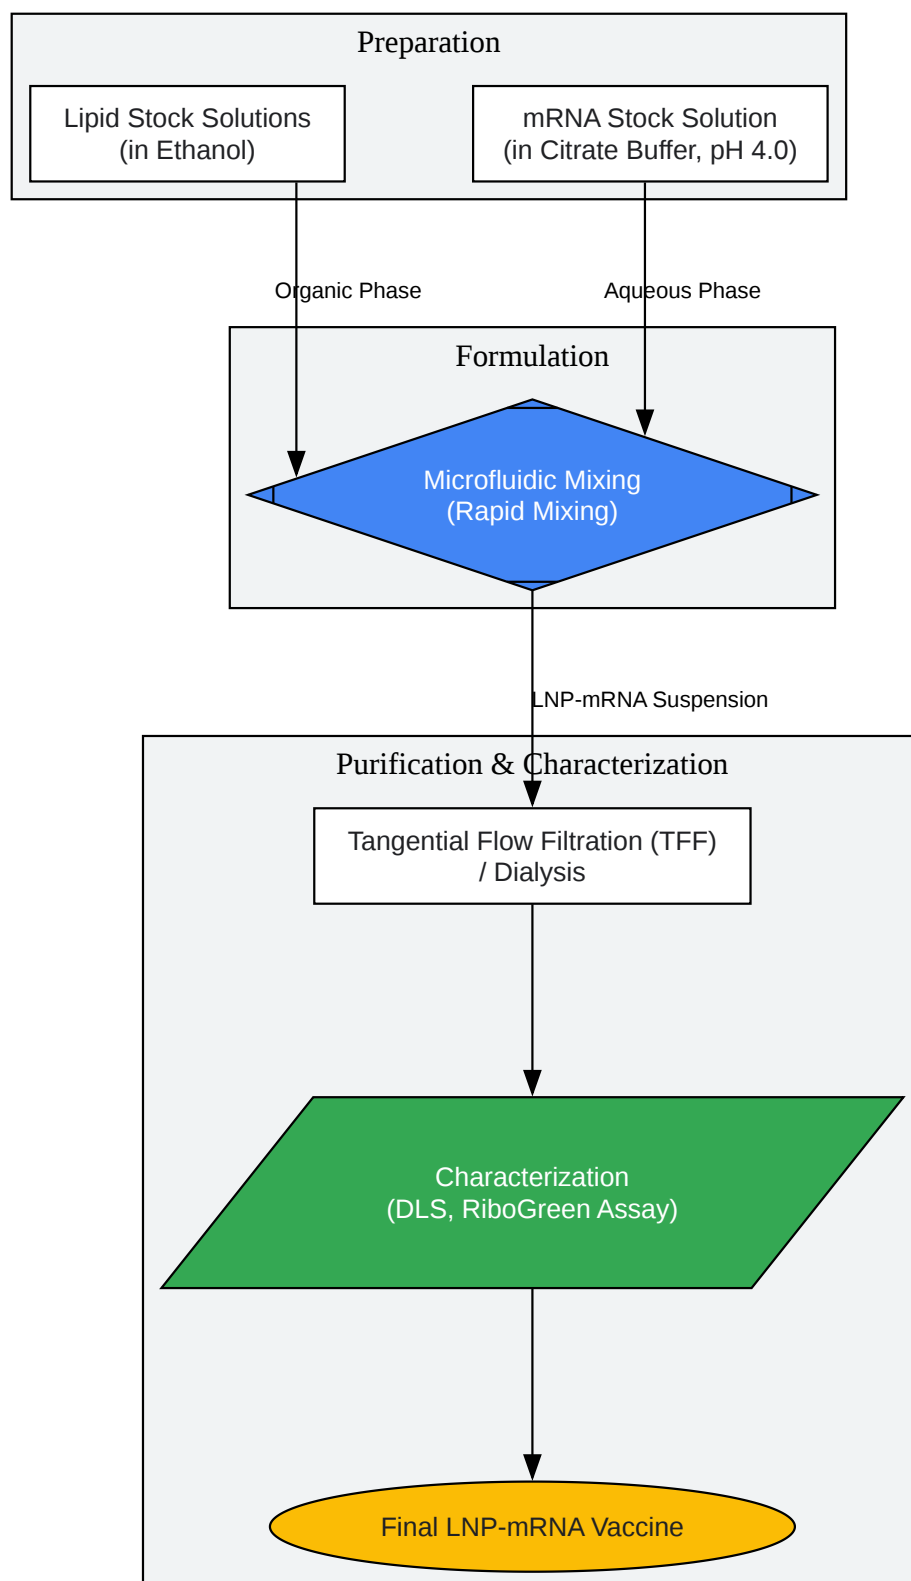 Preparation
Lipid Stock Solutions
(in Ethanol)
mRNA Stock Solution
(in Citrate Buffer, pH 4.0)
Organic Phase
Aqueous Phase
Formulation
Microfluidic Mixing
(Rapid Mixing)
LNP-mRNA Suspension
Purification & Characterization
Tangential Flow Filtration (TFF)
/ Dialysis
Characterization
(DLS, RiboGreen Assay)
Final LNP-mRNA Vaccine